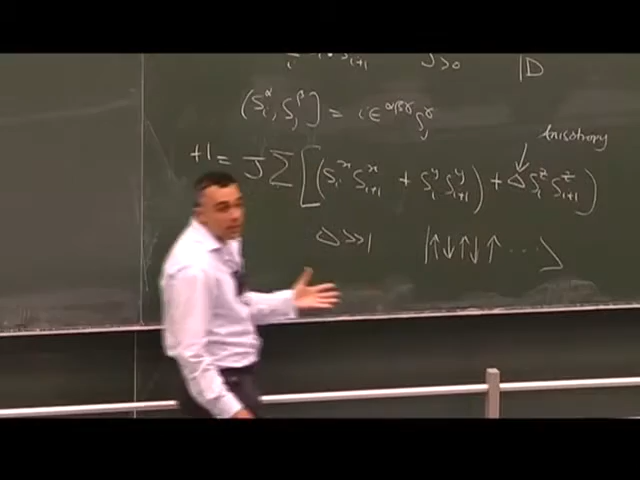 J>0 1D
(S_i^α, S_j^β] = iε^{αβγ} S_j^γ
Anisotropy
H = J Σ [(S_i^x S_{i+1}^x + S_i^y S_{i+1}^y) + Δ S_i^z S_{i+1}^z]
Δ>>1 |↑↓↑↓↑ ...⟩